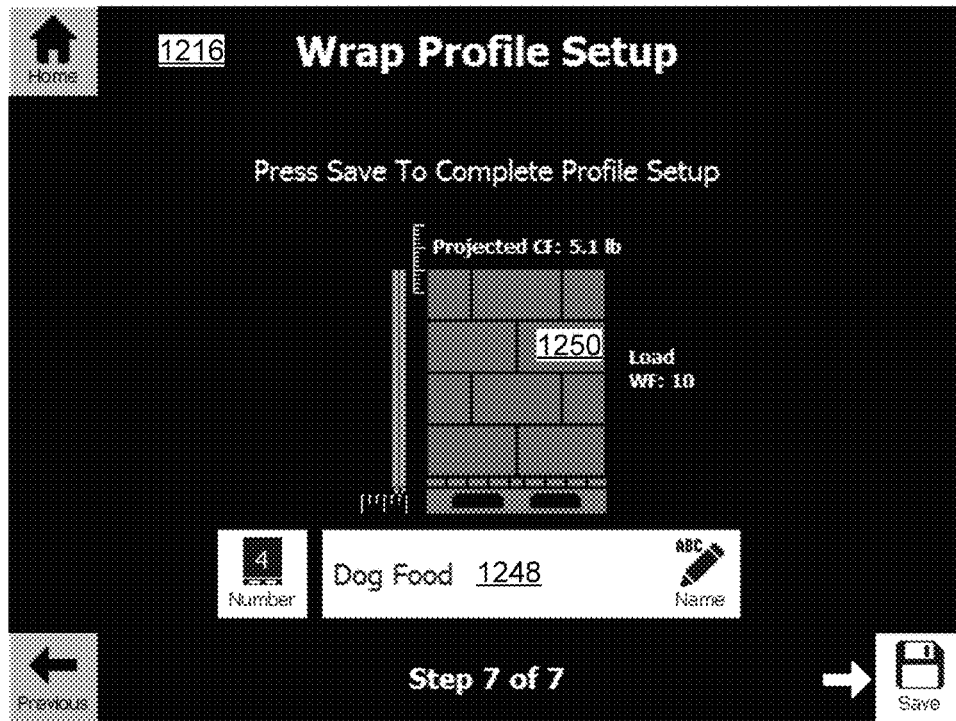 Home
1216
Wrap Profile Setup
Press Save To Complete Profile Setup
Projected CF: 5.1 lb
1250
Load
WF: 10
4
Number
Dog Food 1248
ABC
Name
Previous
Step 7 of 7
Save